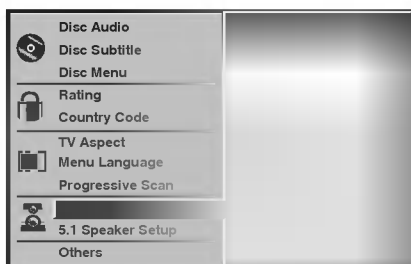 Disc Audio
Disc Subtitle
Disc Menu
Rating
Country Code
TV Aspect
Menu Language
Progressive Scan
5.1 Speaker Setup
Others